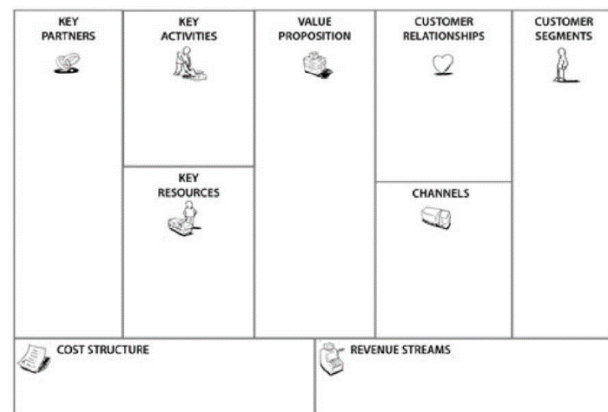 KEY
PARTNERS
KEY
ACTIVITIES
KEY
RESOURCES
VALUE
PROPOSITION
CUSTOMER
RELATIONSHIPS
CHANNELS
CUSTOMER
SEGMENTS
COST STRUCTURE
REVENUE STREAMS